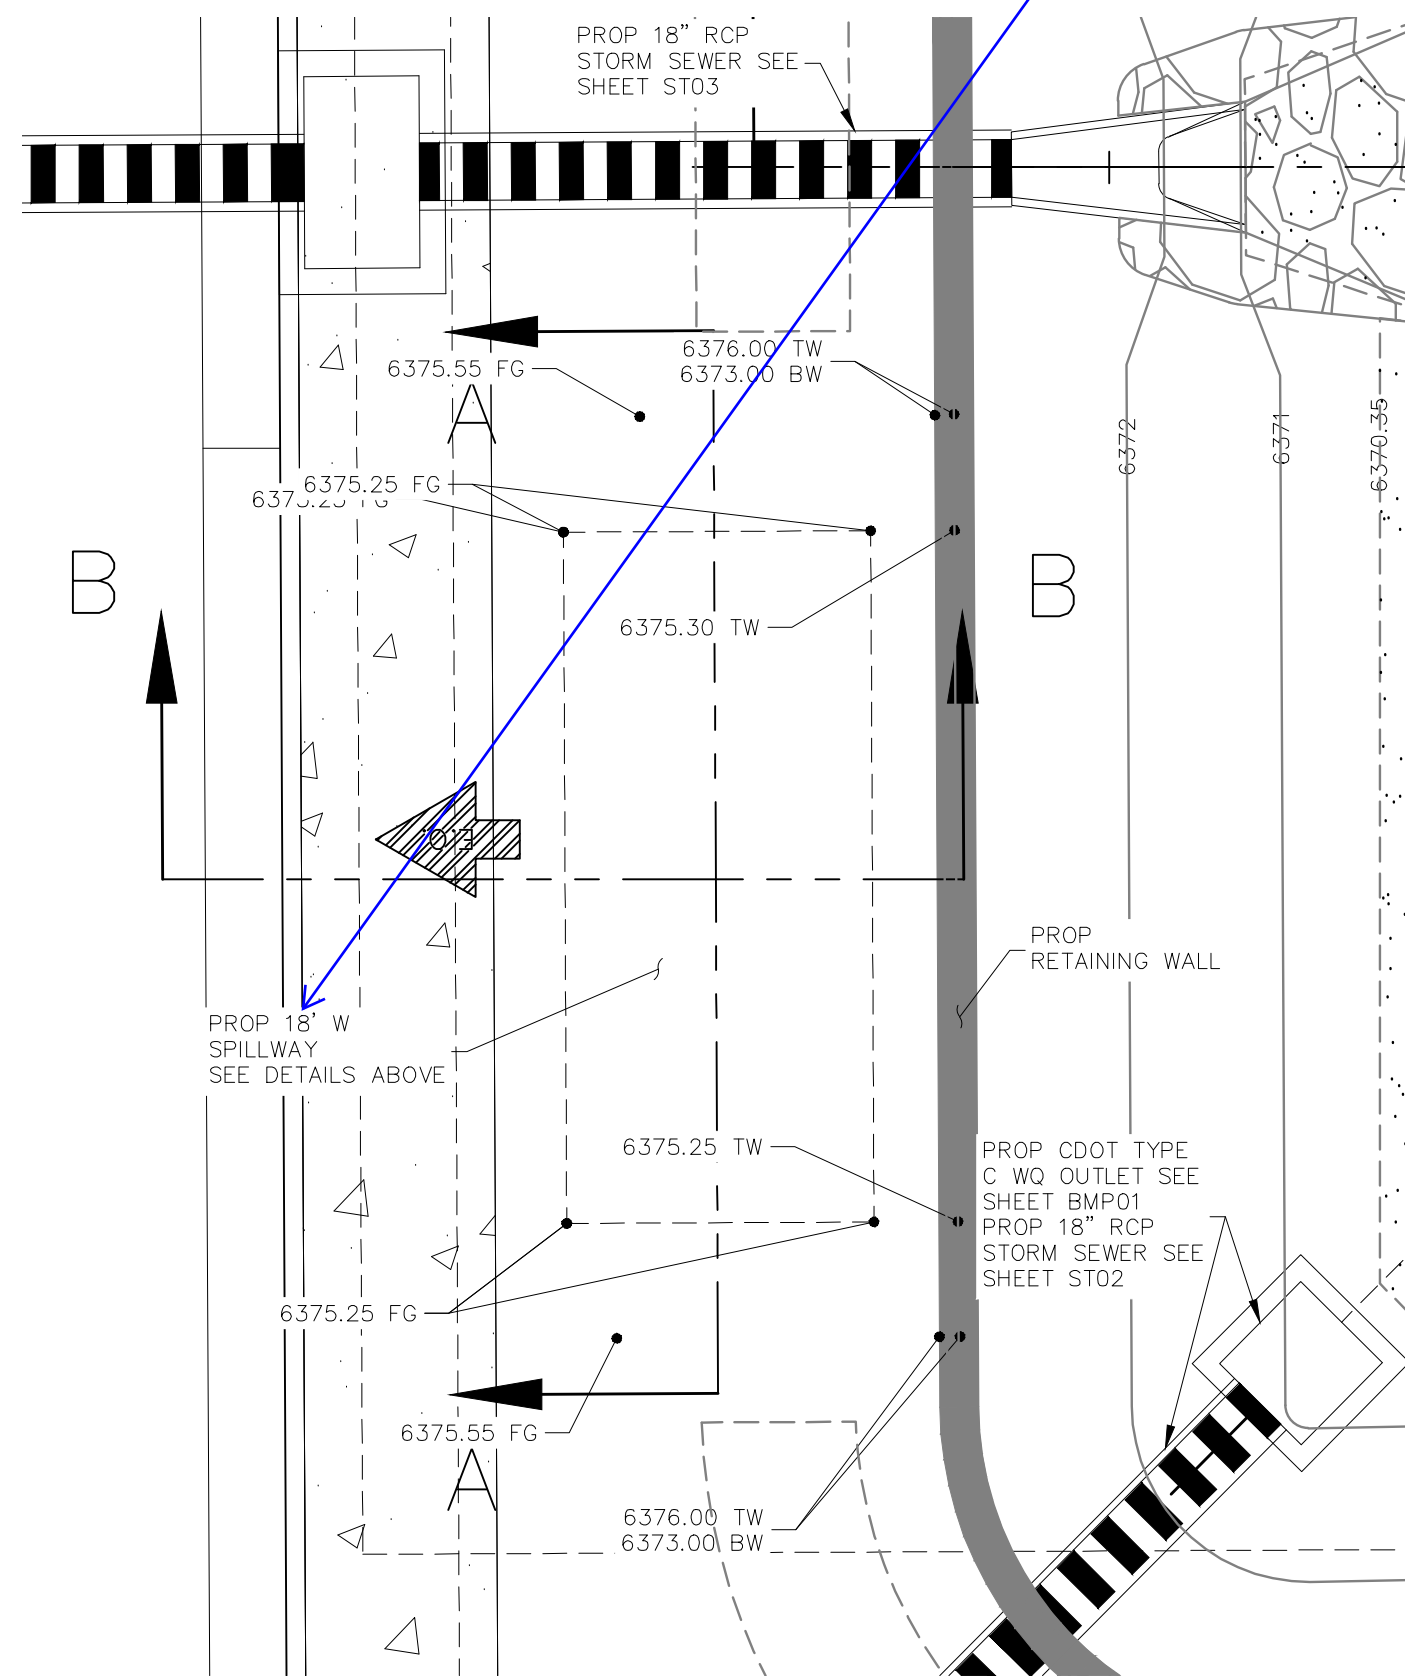 PROP 18" RCP
STORM SEWER SEE
SHEET ST03
6376.00 TW
6373.00 BW
6375.55 FG
A
6372
6371
6370.35
6375.25 FG
B
B
6375.30 TW
PROP
RETAINING WALL
PROP 18' W
SPILLWAY
SEE DETAILS ABOVE
6375.25 TW
PROP CDOT TYPE
C WQ OUTLET SEE
SHEET BMP01
PROP 18" RCP
STORM SEWER SEE
SHEET ST02
6375.25 FG
6375.55 FG
A
6376.00 TW
6373.00 BW